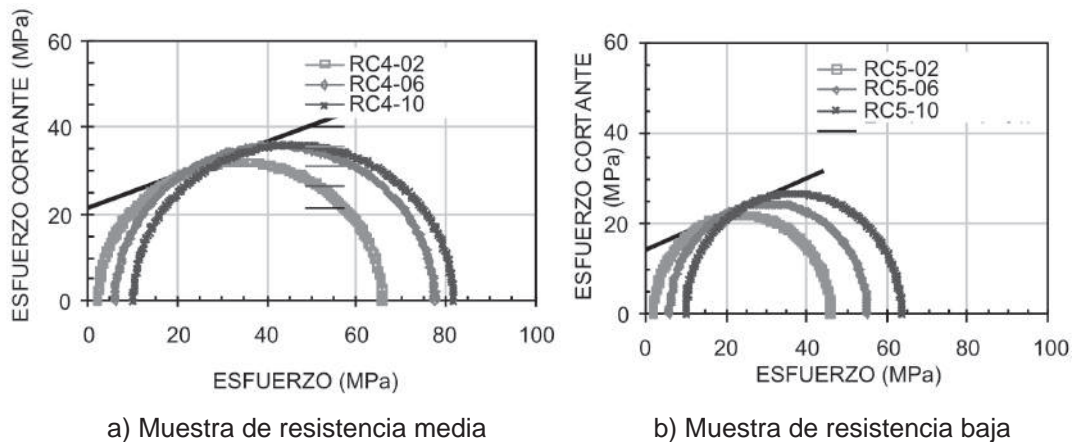 ESFUERZO CORTANTE (MPa)
60
40
20
0
RC4-02
RC4-06
RC4-10
0 20 40 60 80 100
ESFUERZO (MPa)
a) Muestra de resistencia media
ESFUERZO CORTANTE
(MPa)
60
40
20
0
RC5-02
RC5-06
RC5-10
0 20 40 60 80 100
ESFUERZO (MPa)
b) Muestra de resistencia baja